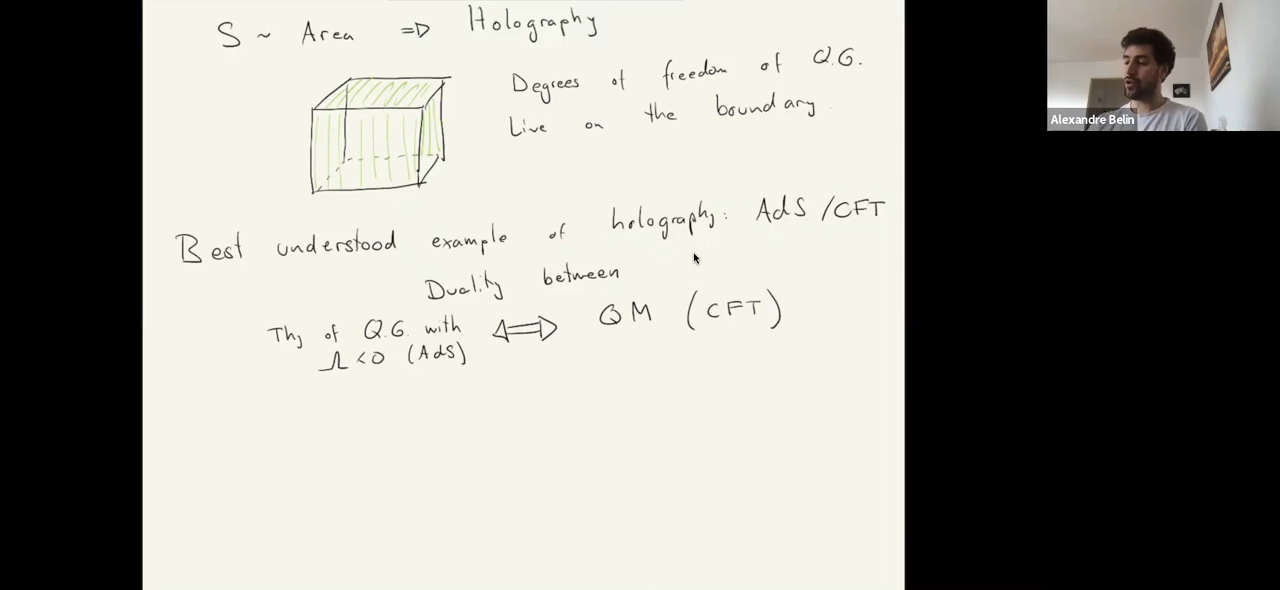 S ~ Area => Holography
Degrees of freedom of Q.G.
Live on the boundary.
Best understood example of holography: AdS/CFT
Duality between
Thy of Q.G. with <=> QM (CFT)
Λ<0 (AdS)
Alexandre Belin